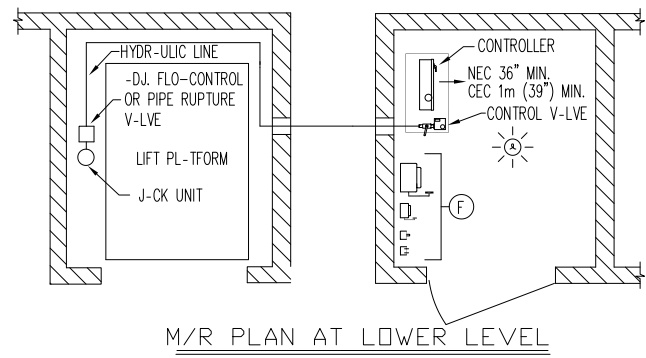 HYDR-ULIC LINE
-DJ. FLO-CONTROL
OR PIPE RUPTURE
V-LVE
LIFT PL-TFORM
J-CK UNIT
CONTROLLER
NEC 36" MIN.
CEC 1m (39") MIN.
CONTROL V-LVE
F
M/R PLAN AT LOWER LEVEL